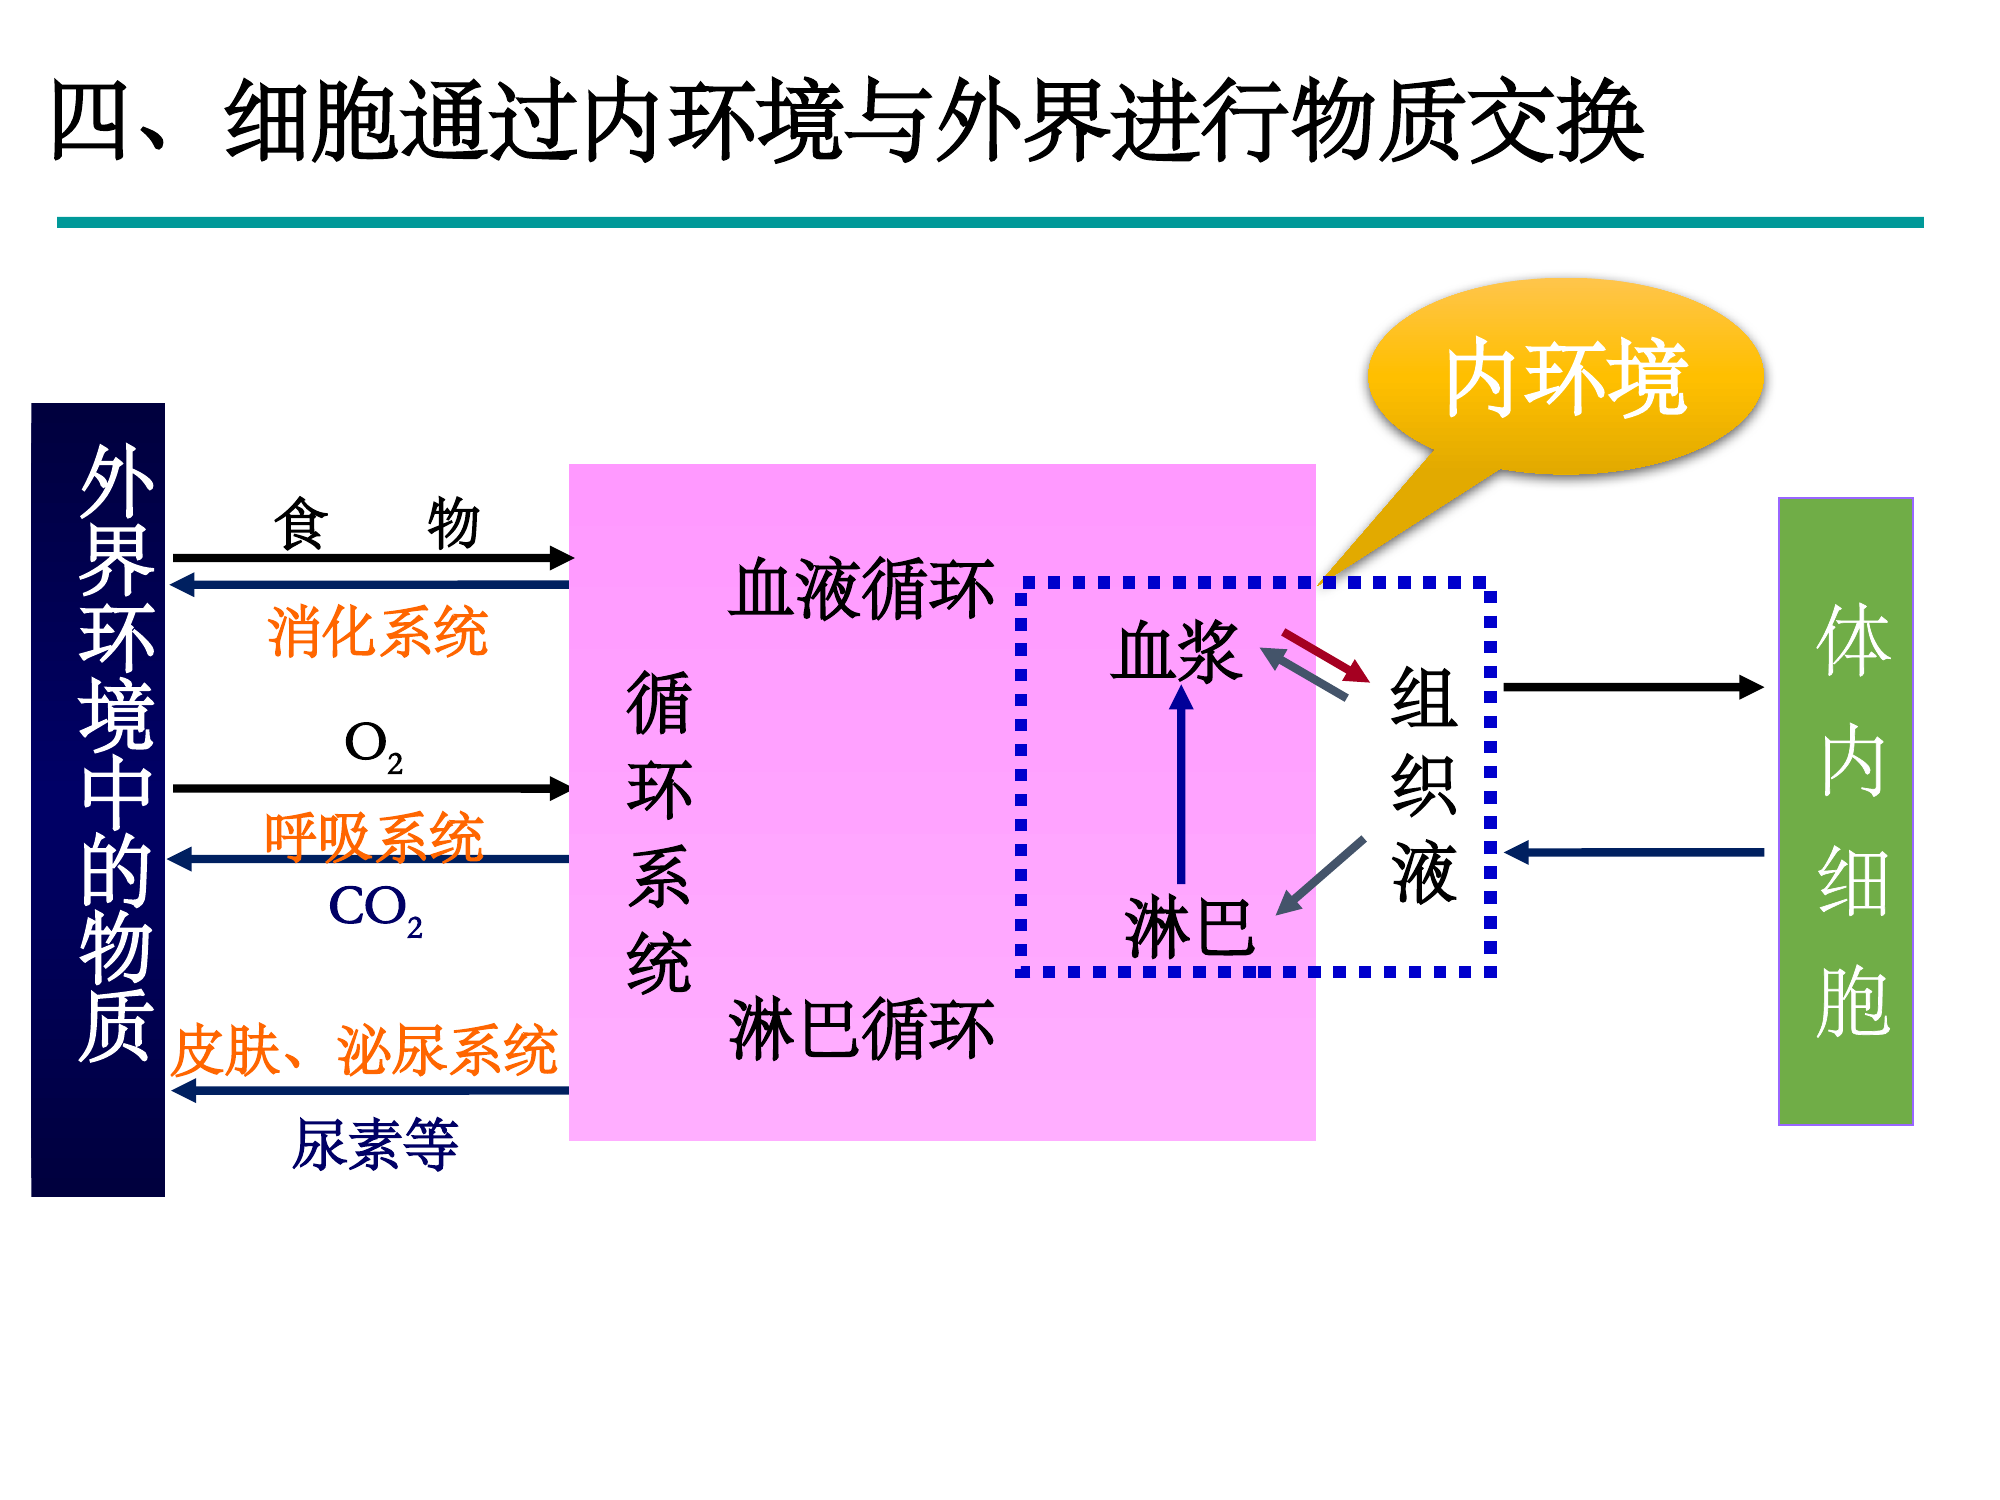 四、细胞通过内环境与外界进行物质交换
内环境
外界环境中的物质
食 物
消化系统
O₂
呼吸系统
CO₂
皮肤、泌尿系统
尿素等
循环系统
血液循环
淋巴循环
血浆
淋巴
组织液
体内细胞